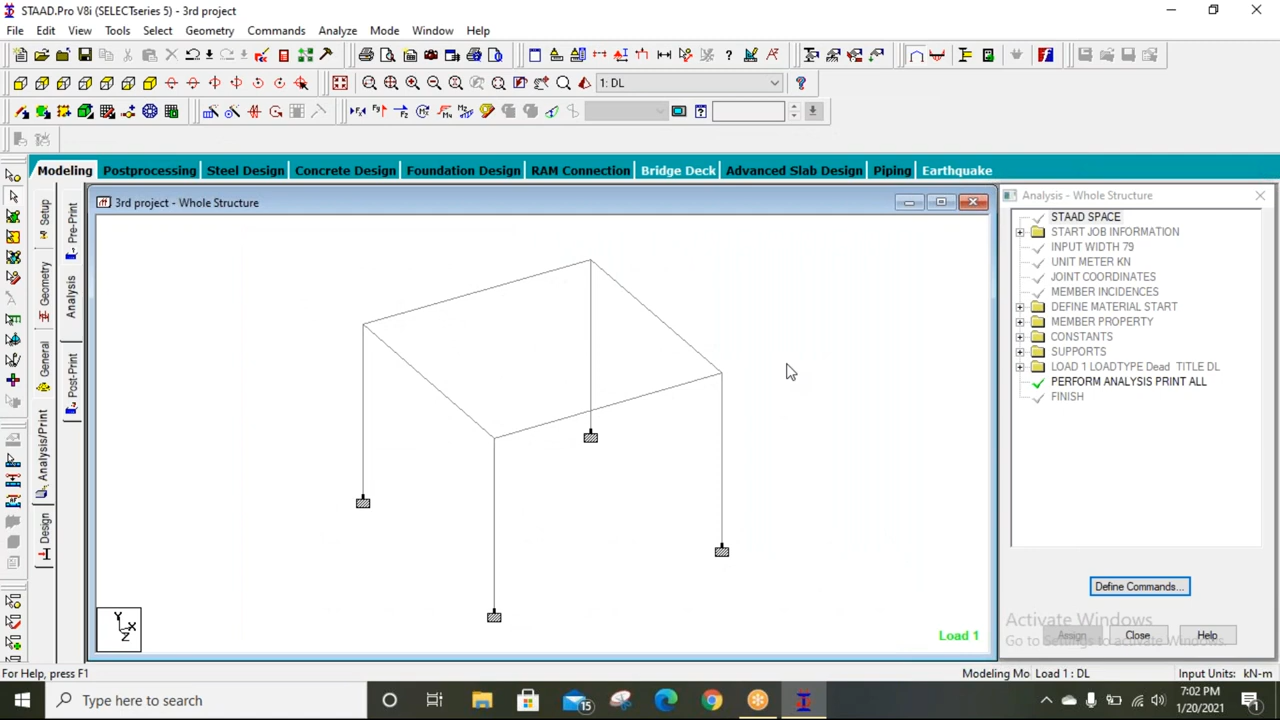 STAAD.Pro V8i (SELECTseries 5) - 3rd project
File Edit View Tools Select Geometry Commands Analyze Mode Window Help
1: DL
Modeling Postprocessing Steel Design Concrete Design Foundation Design RAM Connection Bridge Deck Advanced Slab Design Piping Earthquake
Setup
Geometry
General
Analysis/Print
Design
Pre-Print
Analysis
Post-Print
3rd project - Whole Structure
Y
X
Z
Load 1
Analysis - Whole Structure
STAAD SPACE
START JOB INFORMATION
INPUT WIDTH 79
UNIT METER KN
JOINT COORDINATES
MEMBER INCIDENCES
DEFINE MATERIAL START
MEMBER PROPERTY
CONSTANTS
SUPPORTS
LOAD 1 LOADTYPE Dead TITLE DL
PERFORM ANALYSIS PRINT ALL
FINISH
Define Commands...
Activate Windows
Go to Settings to activate Windows.
Assign Close Help
For Help, press F1
Modeling Mo Load 1 : DL Input Units: kN-m
Type here to search
15
7:02 PM
1/20/2021
1